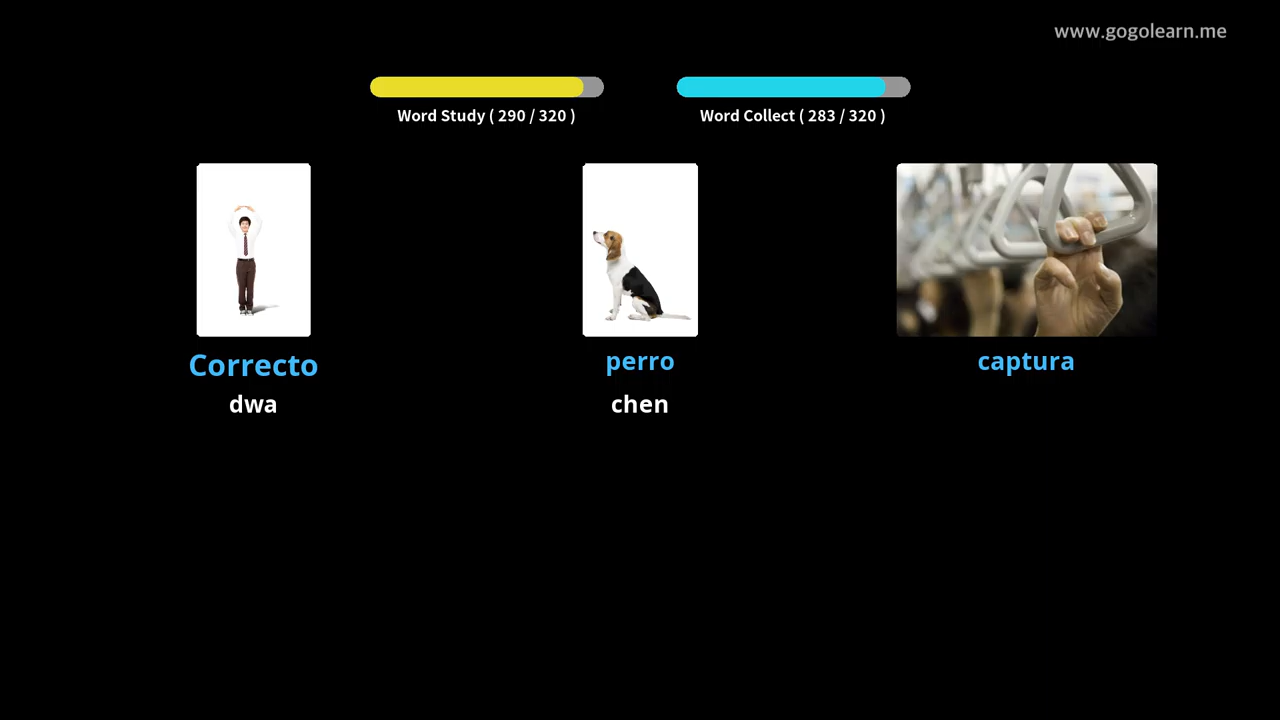 www.gogolearn.me
Word Study ( 290 / 320 )
Word Collect ( 283 / 320 )
Correcto
perro
captura
dwa
chen